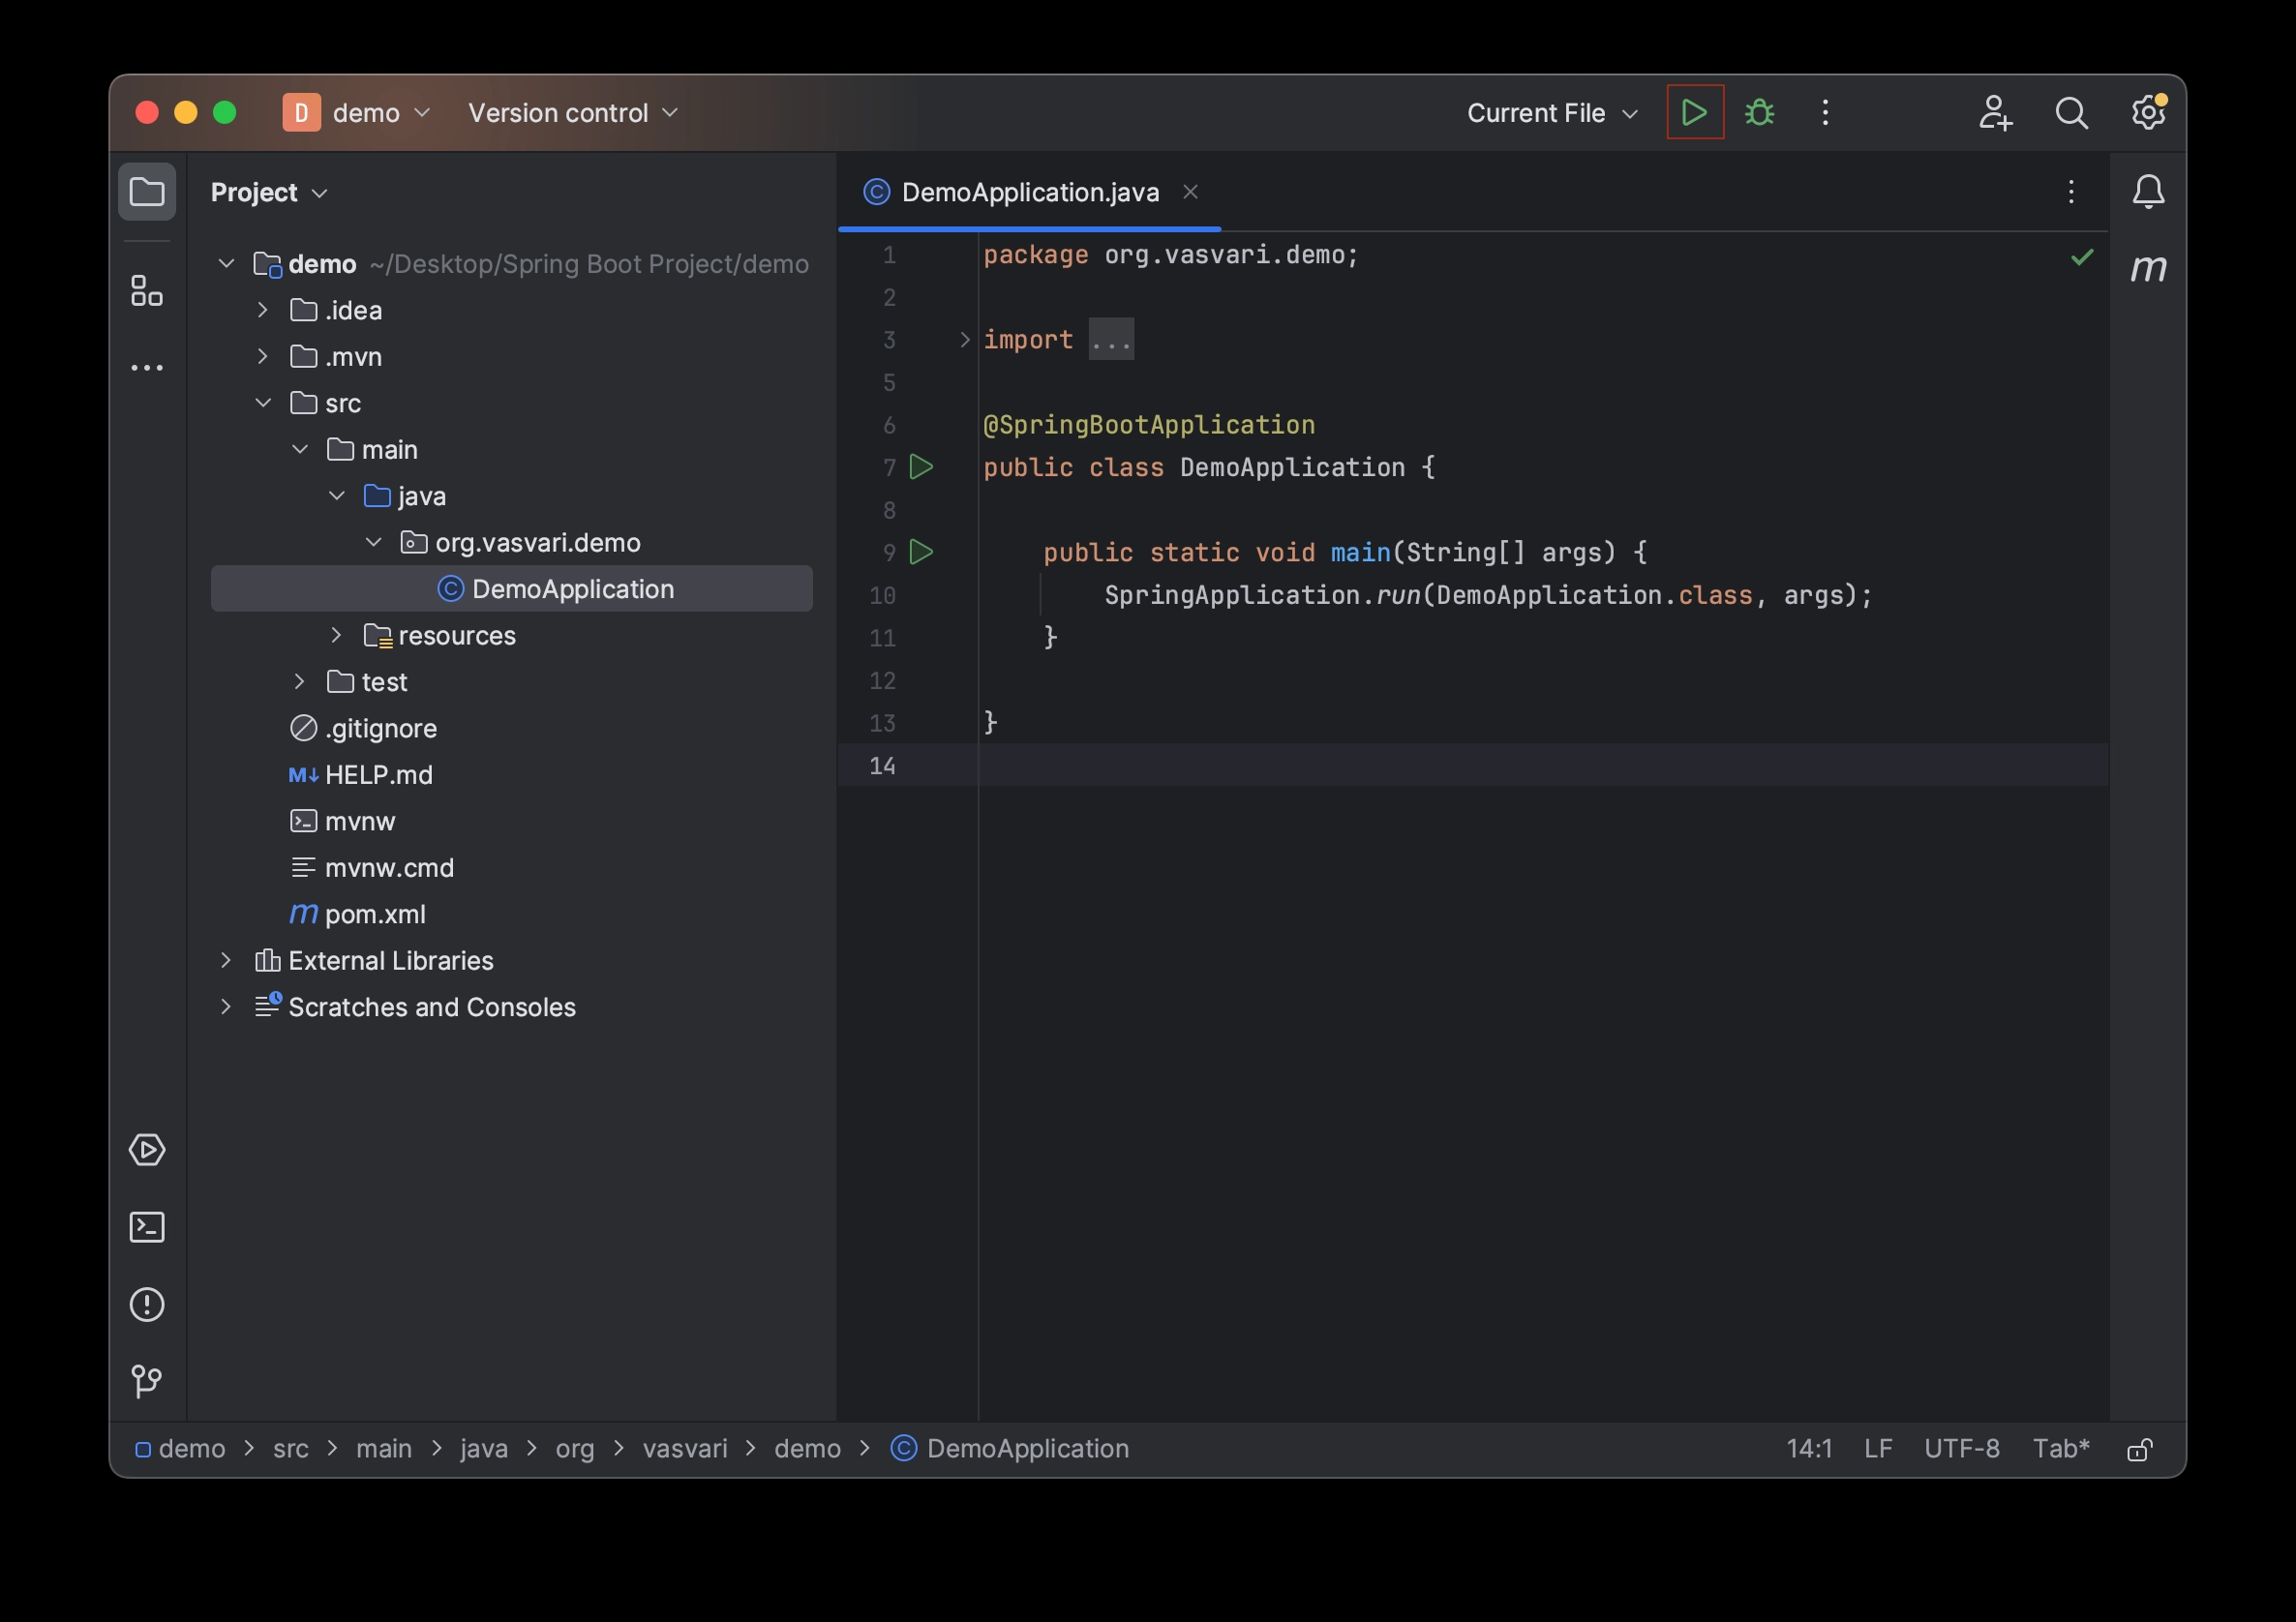 D demo Version control Current File
Project
DemoApplication.java
demo ~/Desktop/Spring Boot Project/demo
.idea
.mvn
src
main
java
org.vasvari.demo
DemoApplication
resources
test
.gitignore
M↓ HELP.md
mvnw
mvnw.cmd
m pom.xml
External Libraries
Scratches and Consoles
1 package org.vasvari.demo;
2
3 import ...
5
6 @SpringBootApplication
7 public class DemoApplication {
8
9 public static void main(String[] args) {
10 SpringApplication.run(DemoApplication.class, args);
11 }
12
13 }
14
m
demo > src > main > java > org > vasvari > demo > DemoApplication 14:1 LF UTF-8 Tab*